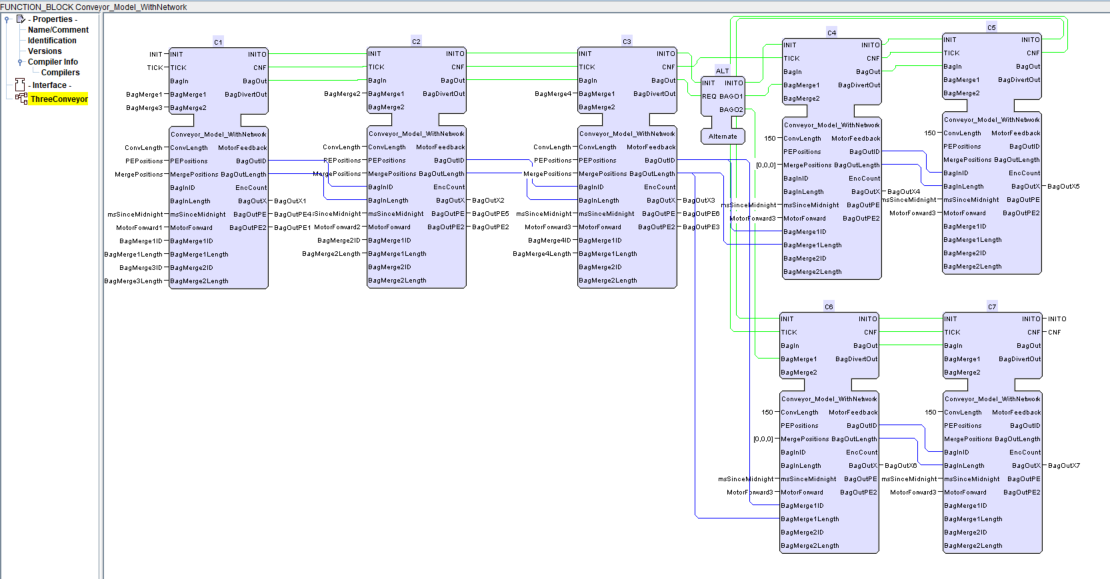 FUNCTION_BLOCK Conveyor_Model_WithNetwork
- Properties -
Name/Comment
Identification
Versions
Compiler Info
Compilers
- Interface -
ThreeConveyor
C1
INIT
INIT
INITO
TICK
TICK
CNF
BagIn
BagOut
BagMerge1
BagMerge1
BagDivertOut
BagMerge3
BagMerge2
Conveyor_Model_WithNetwork
ConvLength
ConvLength
MotorFeedback
PEPositions
PEPositions
BagOutID
MergePositions
MergePositions
BagOutLength
BagInID
EncCount
BagInLength
BagOutX
BagOutX1
msSinceMidnight
msSinceMidnight
BagOutPE
BagOutPE4
MotorForward1
MotorForward
BagOutPE2
BagOutPE1
BagMerge1ID
BagMerge1ID
BagMerge1Length
BagMerge1Length
BagMerge3ID
BagMerge2ID
BagMerge3Length
BagMerge2Length
C2
INIT
INITO
TICK
CNF
BagIn
BagOut
BagMerge2
BagMerge1
BagDivertOut
BagMerge2
Conveyor_Model_WithNetwork
ConvLength
ConvLength
MotorFeedback
PEPositions
PEPositions
BagOutID
MergePositions
MergePositions
BagOutLength
BagInID
EncCount
BagInLength
BagOutX
BagOutX2
SinceMidnight
msSinceMidnight
BagOutPE
BagOutPE5
MotorForward2
MotorForward
BagOutPE2
BagOutPE2
BagMerge2ID
BagMerge1ID
BagMerge2Length
BagMerge1Length
BagMerge2ID
BagMerge2Length
C3
INIT
INITO
TICK
CNF
BagIn
BagOut
BagMerge4
BagMerge1
BagDivertOut
BagMerge2
Conveyor_Model_WithNetwork
ConvLength
ConvLength
MotorFeedback
PEPositions
PEPositions
BagOutID
MergePositions
MergePositions
BagOutLength
BagInID
EncCount
BagInLength
BagOutX
BagOutX3
msSinceMidnight
msSinceMidnight
BagOutPE
BagOutPE6
MotorForward3
MotorForward
BagOutPE2
BagOutPE3
BagMerge4ID
BagMerge1ID
BagMerge4Length
BagMerge1Length
BagMerge2ID
BagMerge2Length
ALT
INIT
INITO
REQ
BAGO1
BAGO2
Alternate
C4
INIT
INITO
TICK
CNF
BagIn
BagOut
BagMerge1
BagDivertOut
BagMerge2
Conveyor_Model_WithNetwork
150
ConvLength
MotorFeedback
PEPositions
BagOutID
[0,0,0]
MergePositions
BagOutLength
BagInID
EncCount
BagInLength
BagOutX
BagOutX4
msSinceMidnight
msSinceMidnight
BagOutPE
MotorForward3
MotorForward
BagOutPE2
BagMerge1ID
BagMerge1Length
BagMerge2ID
BagMerge2Length
C5
INIT
INITO
TICK
CNF
BagIn
BagOut
BagMerge1
BagDivertOut
BagMerge2
Conveyor_Model_WithNetwork
150
ConvLength
MotorFeedback
PEPositions
BagOutID
MergePositions
BagOutLength
BagInID
EncCount
BagInLength
BagOutX
BagOutX5
msSinceMidnight
msSinceMidnight
BagOutPE
MotorForward3
MotorForward
BagOutPE2
BagMerge1ID
BagMerge1Length
BagMerge2ID
BagMerge2Length
C6
INIT
INITO
TICK
CNF
BagIn
BagOut
BagMerge1
BagDivertOut
BagMerge2
Conveyor_Model_WithNetwork
150
ConvLength
MotorFeedback
PEPositions
BagOutID
[0,0,0]
MergePositions
BagOutLength
BagInID
EncCount
BagInLength
BagOutX
BagOutX6
msSinceMidnight
msSinceMidnight
BagOutPE
MotorForward3
MotorForward
BagOutPE2
BagMerge1ID
BagMerge1Length
BagMerge2ID
BagMerge2Length
C7
INIT
INITO
INITO
TICK
CNF
CNF
BagIn
BagOut
BagMerge1
BagDivertOut
BagMerge2
Conveyor_Model_WithNetwork
150
ConvLength
MotorFeedback
PEPositions
BagOutID
MergePositions
BagOutLength
BagInID
EncCount
BagInLength
BagOutX
BagOutX7
msSinceMidnight
msSinceMidnight
BagOutPE
MotorForward3
MotorForward
BagOutPE2
BagMerge1ID
BagMerge1Length
BagMerge2ID
BagMerge2Length